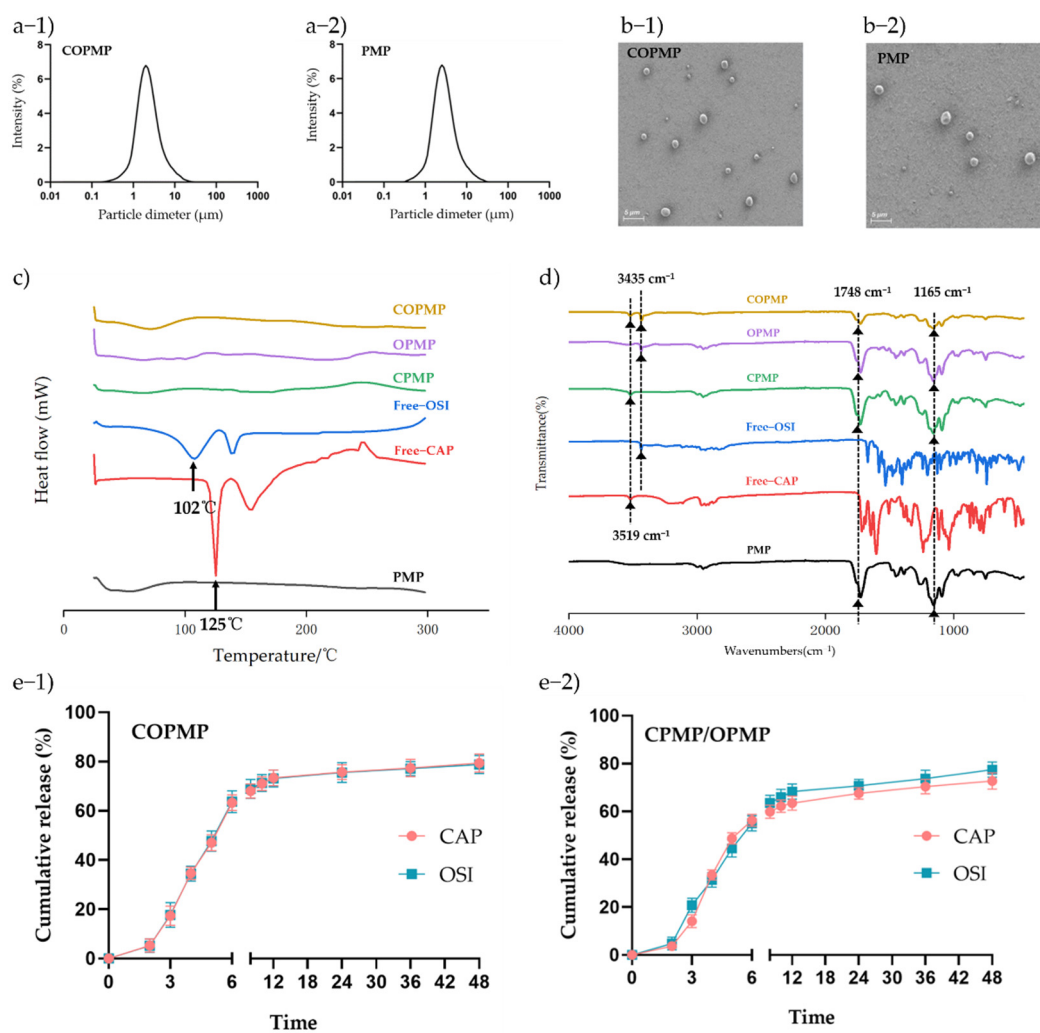 a−1)
a−2)
b−1)
b−2)
COPMP
PMP
COPMP
PMP
8
6
4
2
0
Intensity (%)
0.01 0.1 1 10 100 1000
Particle dimeter (μm)
8
6
4
2
0
Intensity (%)
0.01 0.1 1 10 100 1000
Particle dimeter (μm)
5 μm
5 μm
c)
COPMP
OPMP
CPMP
Free−OSI
Free−CAP
PMP
102℃
125℃
Heat flow (mW)
0 100 200 300
Temperature/℃
d)
3435 cm⁻¹
1748 cm⁻¹
1165 cm⁻¹
COPMP
OPMP
CPMP
Free−OSI
Free−CAP
3519 cm⁻¹
PMP
Transmittance(%)
4000 3000 2000 1000
Wavenumbers(cm⁻¹)
e−1)
COPMP
100
80
60
40
20
0
Cumulative release (%)
CAP
OSI
0 3 6 12 18 24 30 36 42 48
Time
e−2)
CPMP/OPMP
100
80
60
40
20
0
Cumulative release (%)
CAP
OSI
0 3 6 12 18 24 30 36 42 48
Time